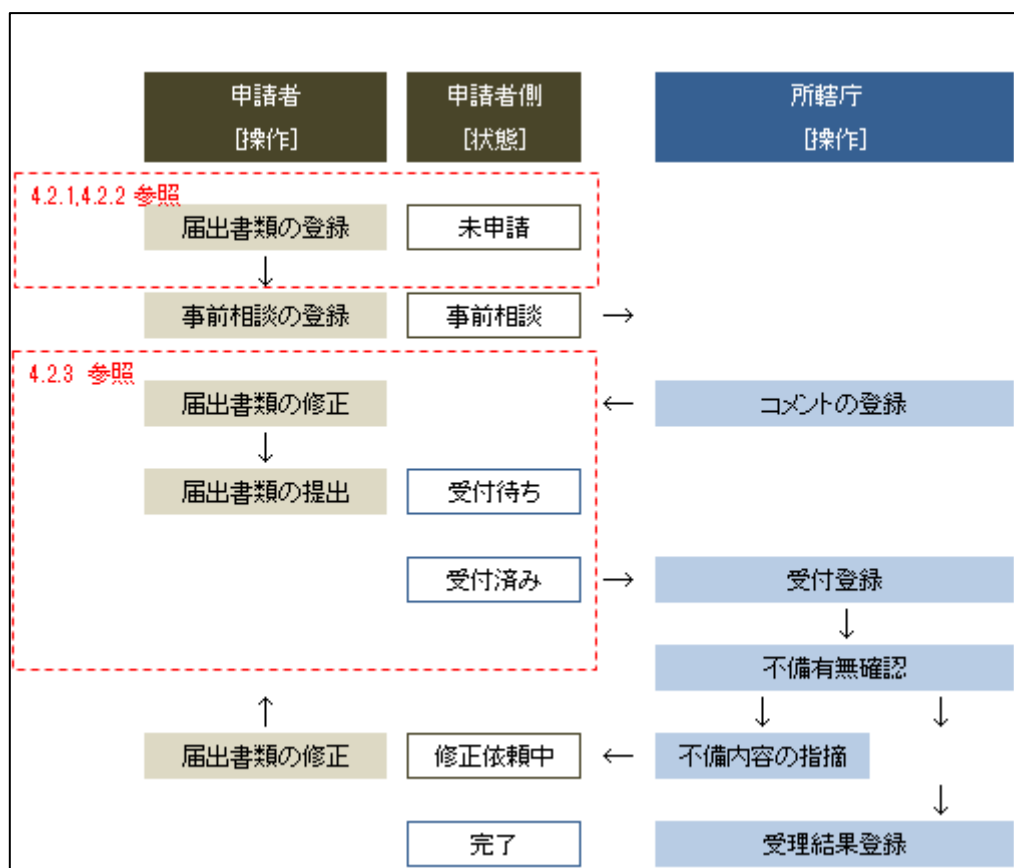 申請者
[操作]
申請者側
[状態]
所轄庁
[操作]
4.2.1,4.2.2 参照
届出書類の登録
未申請
↓
事前相談の登録
事前相談
→
4.2.3 参照
届出書類の修正
←
コメントの登録
↓
届出書類の提出
受付待ち
受付済み
→
受付登録
↓
不備有無確認
↑
↓
↓
届出書類の修正
修正依頼中
←
不備内容の指摘
↓
完了
受理結果登録